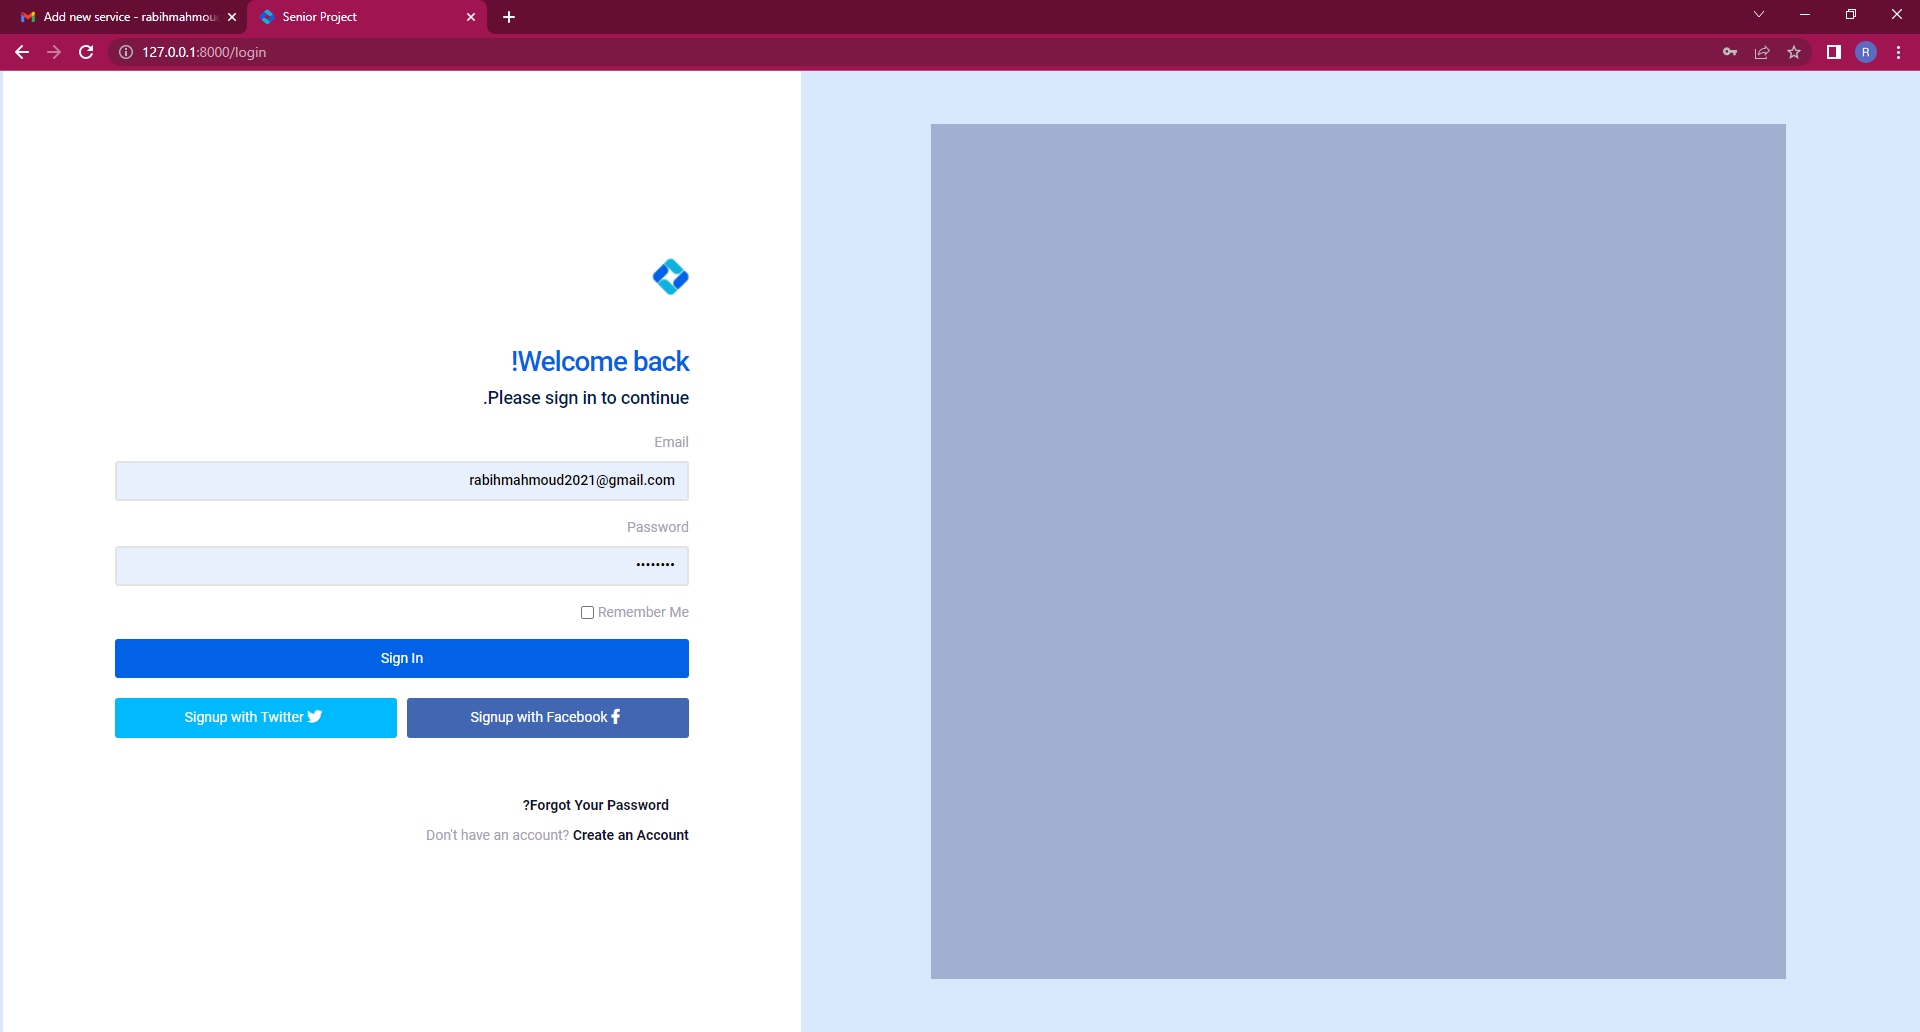 Add new service - rabihmahmou
Senior Project
127.0.0.1:8000/login
R
!Welcome back
.Please sign in to continue
Email
rabihmahmoud2021@gmail.com
Password
••••••••
Remember Me
Sign In
Signup with Twitter
Signup with Facebook
?Forgot Your Password
Don't have an account? Create an Account